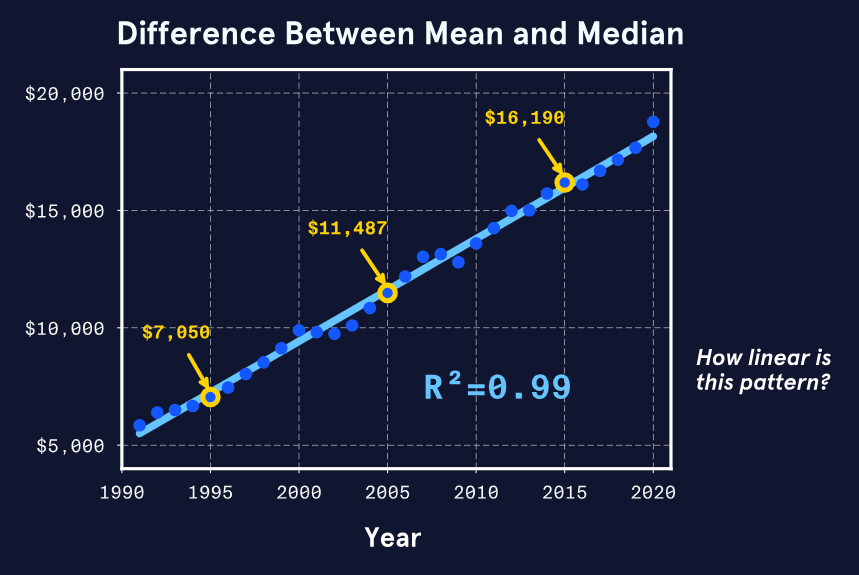 Difference Between Mean and Median
$20,000
$15,000
$10,000
$5,000
$16,190
$11,487
$7,050
R²=0.99
1990 1995 2000 2005 2010 2015 2020
Year
How linear is
this pattern?